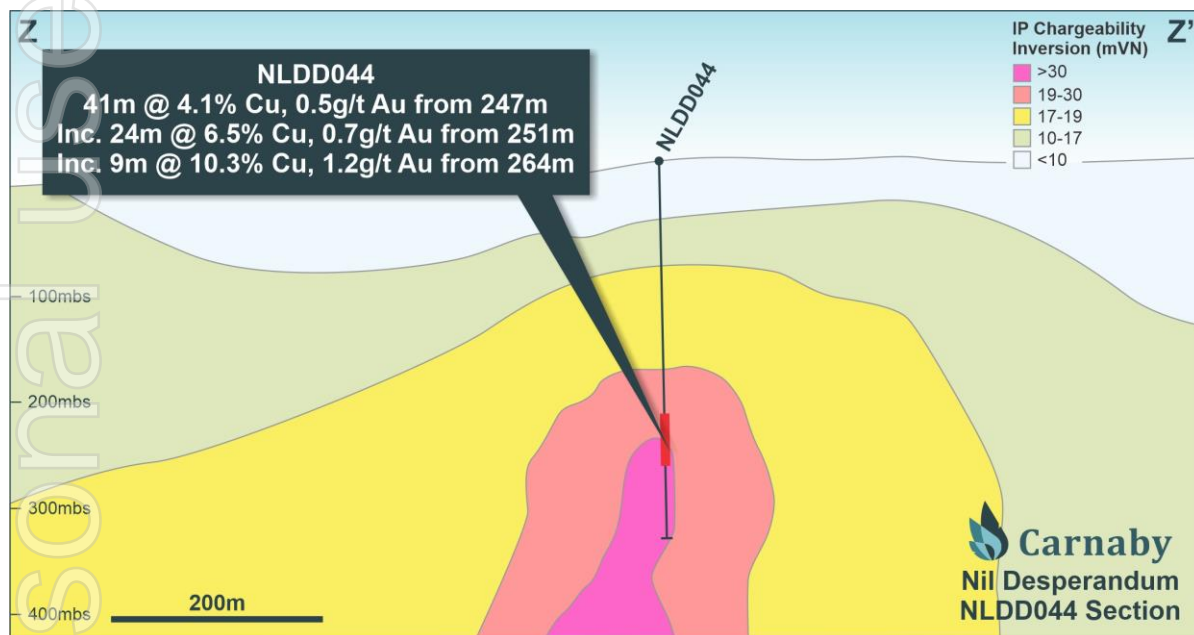 Z
Z'
NLDD044
41m @ 4.1% Cu, 0.5g/t Au from 247m
Inc. 24m @ 6.5% Cu, 0.7g/t Au from 251m
Inc. 9m @ 10.3% Cu, 1.2g/t Au from 264m
NLDD044
IP Chargeability
Inversion (mVN)
>30
19-30
17-19
10-17
<10
100mbs
200mbs
300mbs
400mbs
200m
Carnaby
Nil Desperandum
NLDD044 Section
sonal use